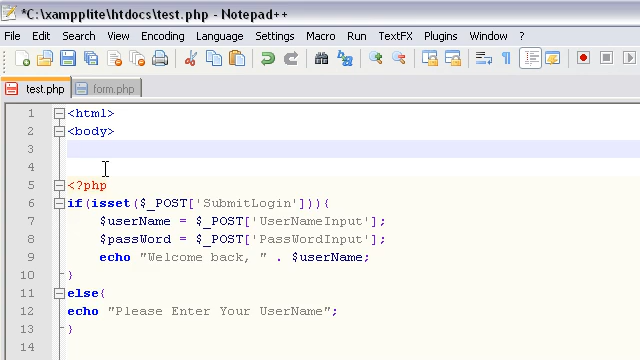 *C:\xampplite\htdocs\test.php - Notepad++
File Edit Search View Encoding Language Settings Macro Run TextFX Plugins Window ?
test.php form.php
1 <html>
2 <body>
3
4
5 <?php
6 if(isset($_POST['SubmitLogin'])){
7 $userName = $_POST['UserNameInput'];
8 $passWord = $_POST['PassWordInput'];
9 echo "Welcome back, " . $userName;
10 }
11 else{
12 echo "Please Enter Your UserName";
13 }
14